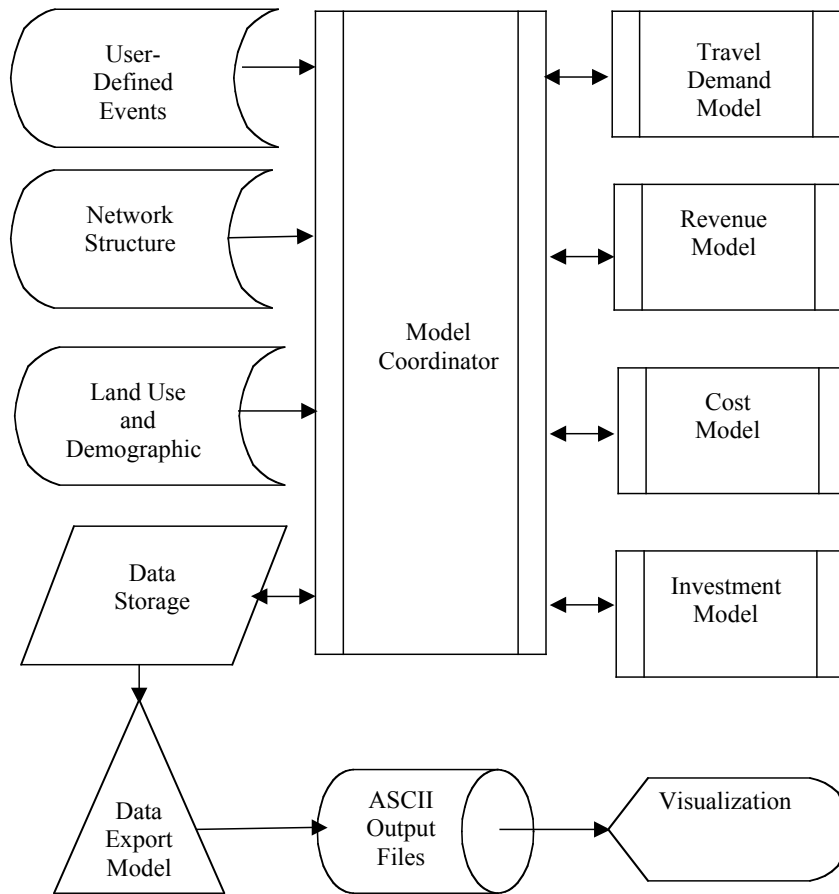 User-
Defined
Events
Network
Structure
Land Use
and
Demographic
Data
Storage
Model
Coordinator
Travel
Demand
Model
Revenue
Model
Cost
Model
Investment
Model
Data
Export
Model
ASCII
Output
Files
Visualization